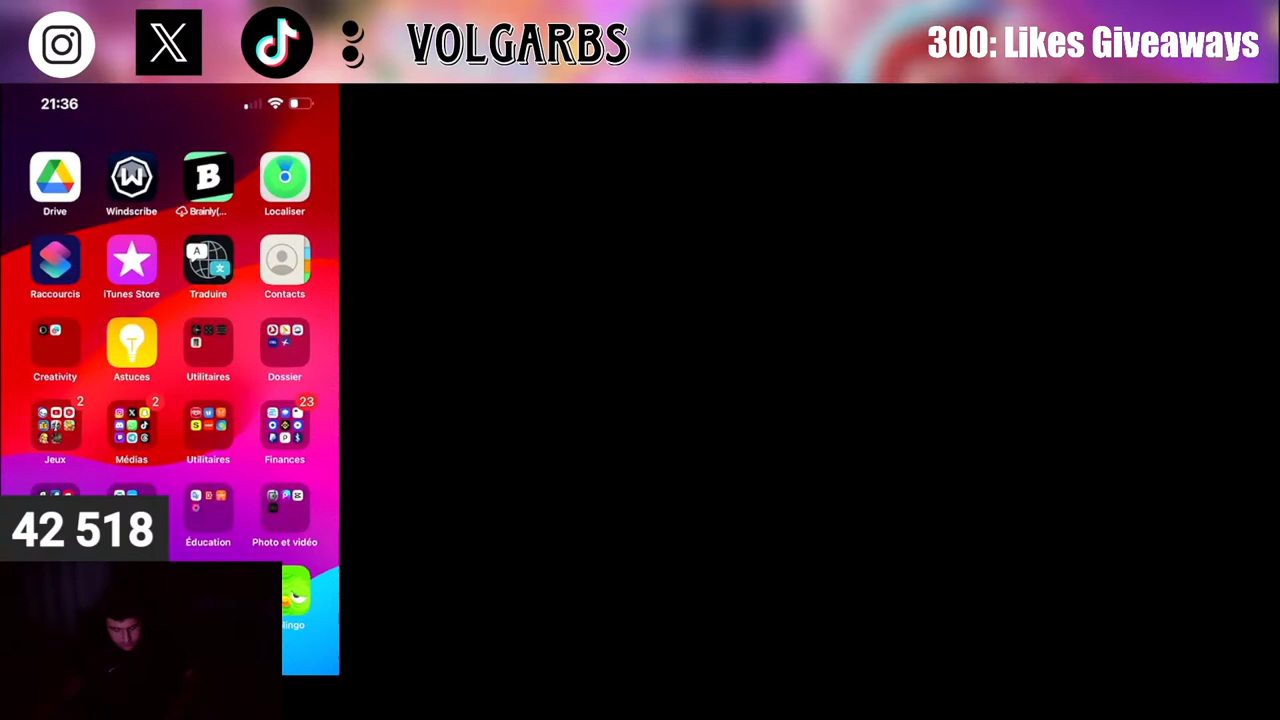 VOLGARBS
300: Likes Giveaways
21:36
Drive
Windscribe
Brainly(...
Localiser
Raccourcis
iTunes Store
Traduire
Contacts
Creativity
Astuces
Utilitaires
Dossier
2
2
23
Jeux
Médias
Utilitaires
Finances
42 518
Éducation
Photo et vidéo
lingo